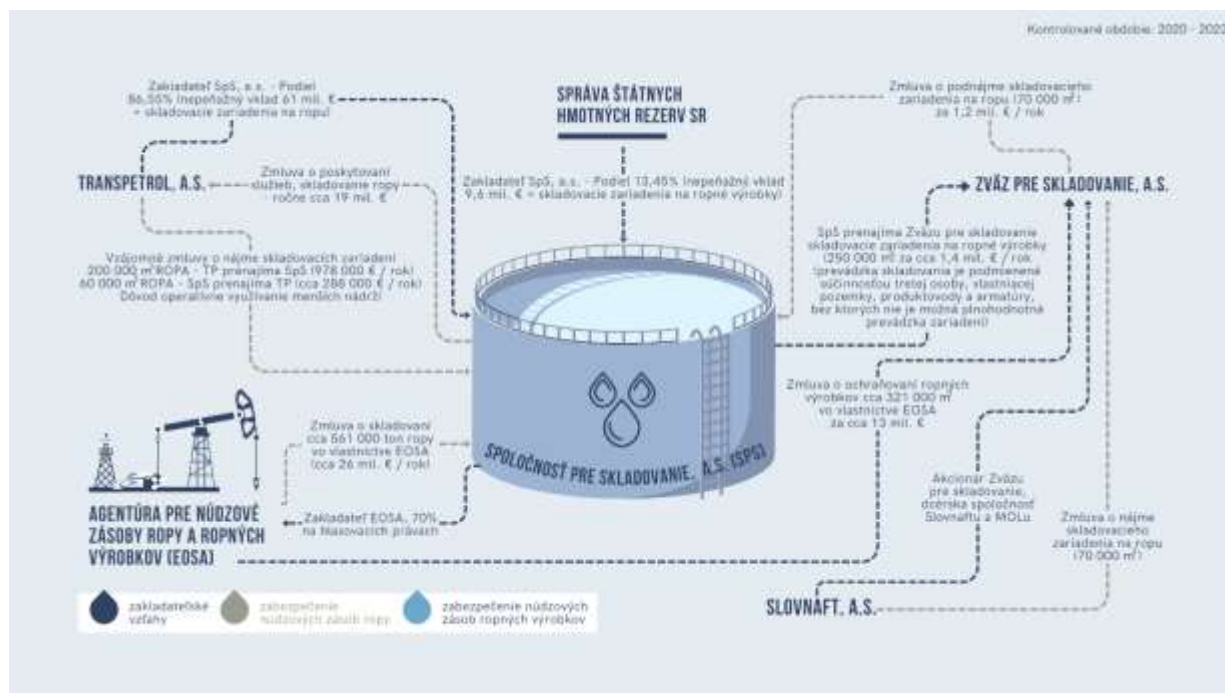 Kontrolované obdobie: 2020 - 2022
Zakladateľ SpS, a.s. - Podiel
86,55% (nepeňažný vklad 61 mil. €
= skladovacie zariadenia na ropu)
SPRÁVA ŠTÁTNYCH
HMOTNÝCH REZERV SR
Zmluva o podnájme skladovacieho
zariadenia na ropu (70 000 m³)
za 1,2 mil. € / rok
TRANSPETROL, A.S.
Zmluva o poskytovaní
služieb, skladovanie ropy
- ročne cca 19 mil. €
Zakladateľ SpS, a.s. - Podiel 13,45% (nepeňažný vklad
9,6 mil. € = skladovacie zariadenia na ropné výrobky)
ZVÄZ PRE SKLADOVANIE, A.S.
Vzájomné zmluvy o nájme skladovacích zariadení
200 000 m³ ROPA - TP prenajíma SpS (978 000 € / rok)
60 000 m³ ROPA - SpS prenajíma TP (cca 288 000 € / rok)
Dôvod operatívne využívanie menších nádrží
SpS prenajíma Zväzu pre skladovanie
skladovacie zariadenia na ropné výrobky
(250 000 m³) za cca 1,4 mil. € / rok
(prevádzka skladovania je podmienená
súčinnosťou tretej osoby, vlastniacej
pozemky, produktovody a armatúry,
bez ktorých nie je možná plnohodnotná
prevádzka zariadení)
Zmluva o ochraňovaní ropných
výrobkov cca 321 000 m³
vo vlastníctve EOSA
za cca 13 mil. €
Zmluva o skladovaní
cca 561 000 ton ropy
vo vlastníctve EOSA
(cca 26 mil. € / rok)
SPOLOČNOSŤ PRE SKLADOVANIE, A.S. (SPS)
AGENTÚRA PRE NÚDZOVÉ
ZÁSOBY ROPY A ROPNÝCH
VÝROBKOV (EOSA)
Zakladateľ EOSA, 70%
na hlasovacích právach
Akcionár Zväzu
pre skladovanie,
dcérska spoločnosť
Slovnaftu a MOLu
Zmluva o nájme
skladovacieho
zariadenia na ropu
(70 000 m³)
SLOVNAFT, A.S.
zakladateľské
vzťahy
zabezpečenie
núdzových zásob ropy
zabezpečenie núdzových
zásob ropných výrobkov